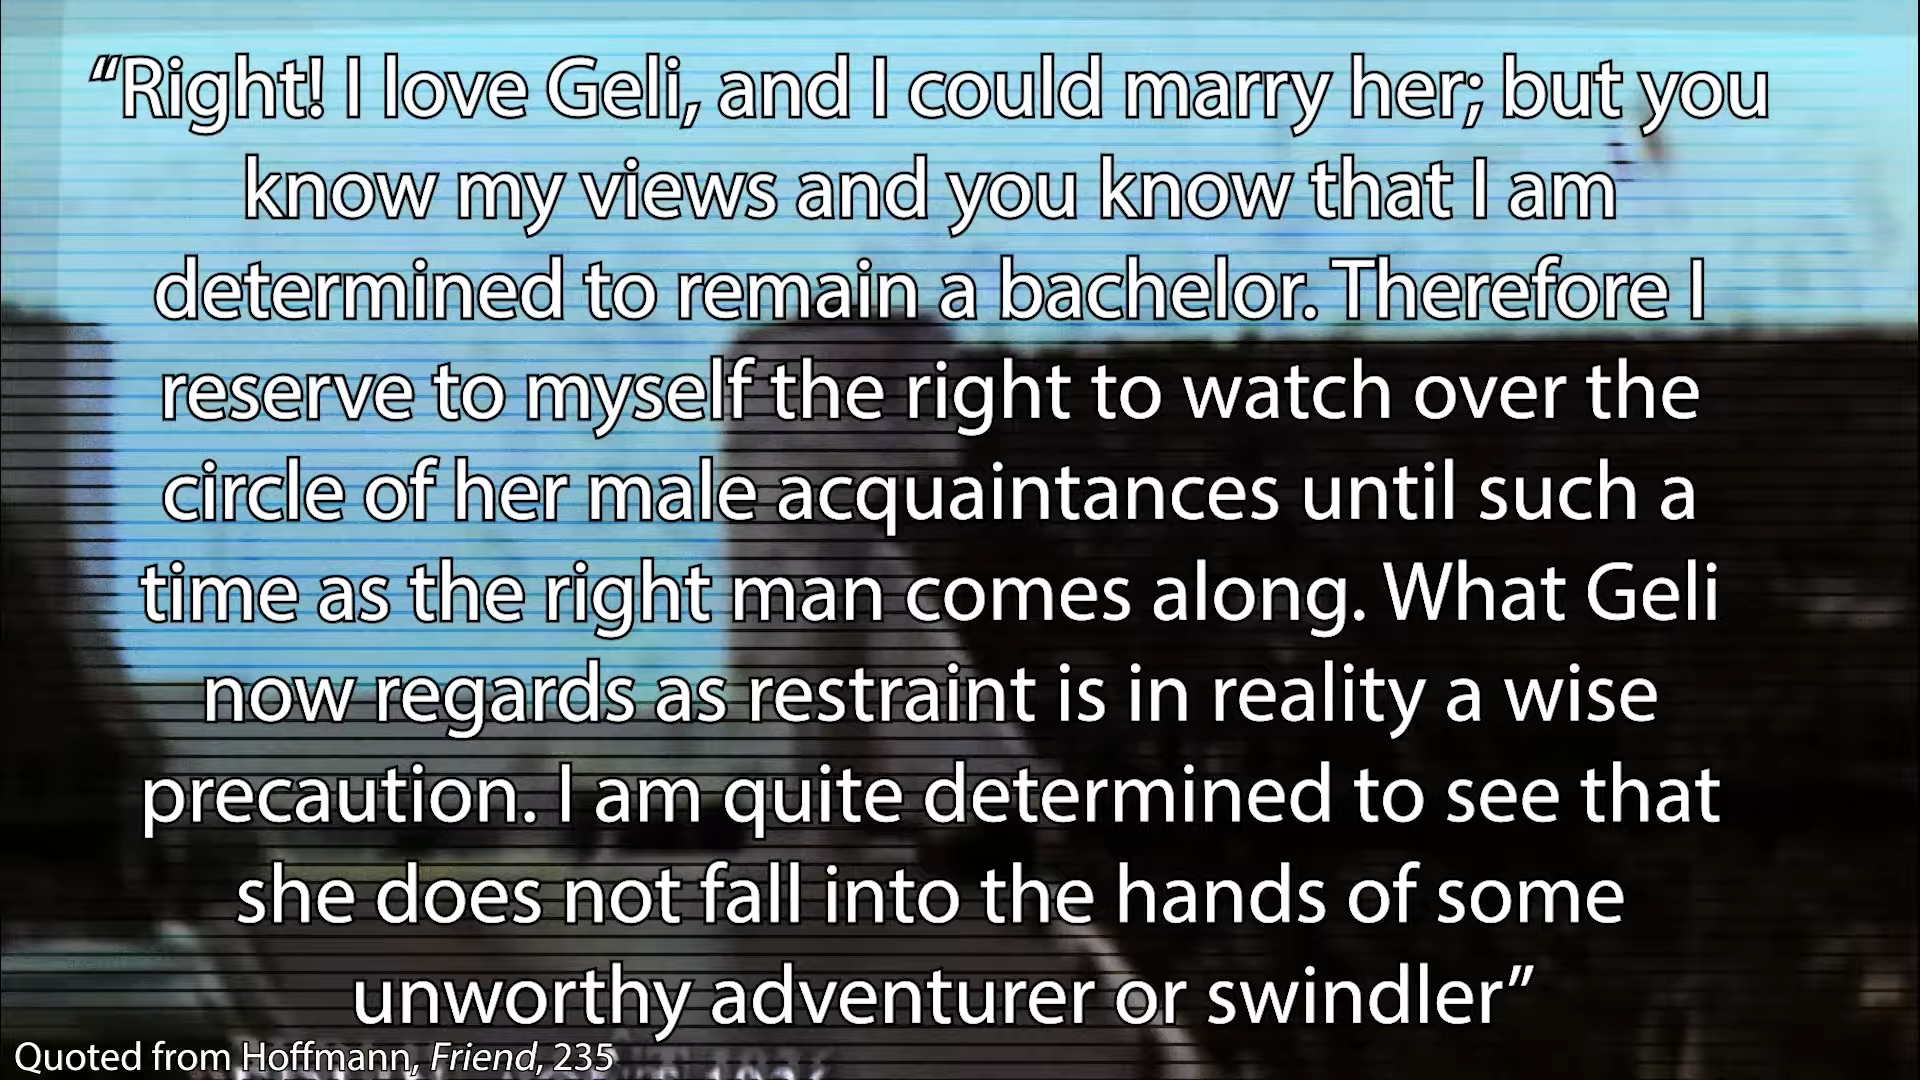 “Right! I love Geli, and I could marry her; but you
know my views and you know that I am
determined to remain a bachelor. Therefore I
reserve to myself the right to watch over the
circle of her male acquaintances until such a
time as the right man comes along. What Geli
now regards as restraint is in reality a wise
precaution. I am quite determined to see that
she does not fall into the hands of some
unworthy adventurer or swindler”
Quoted from Hoffmann, Friend, 235